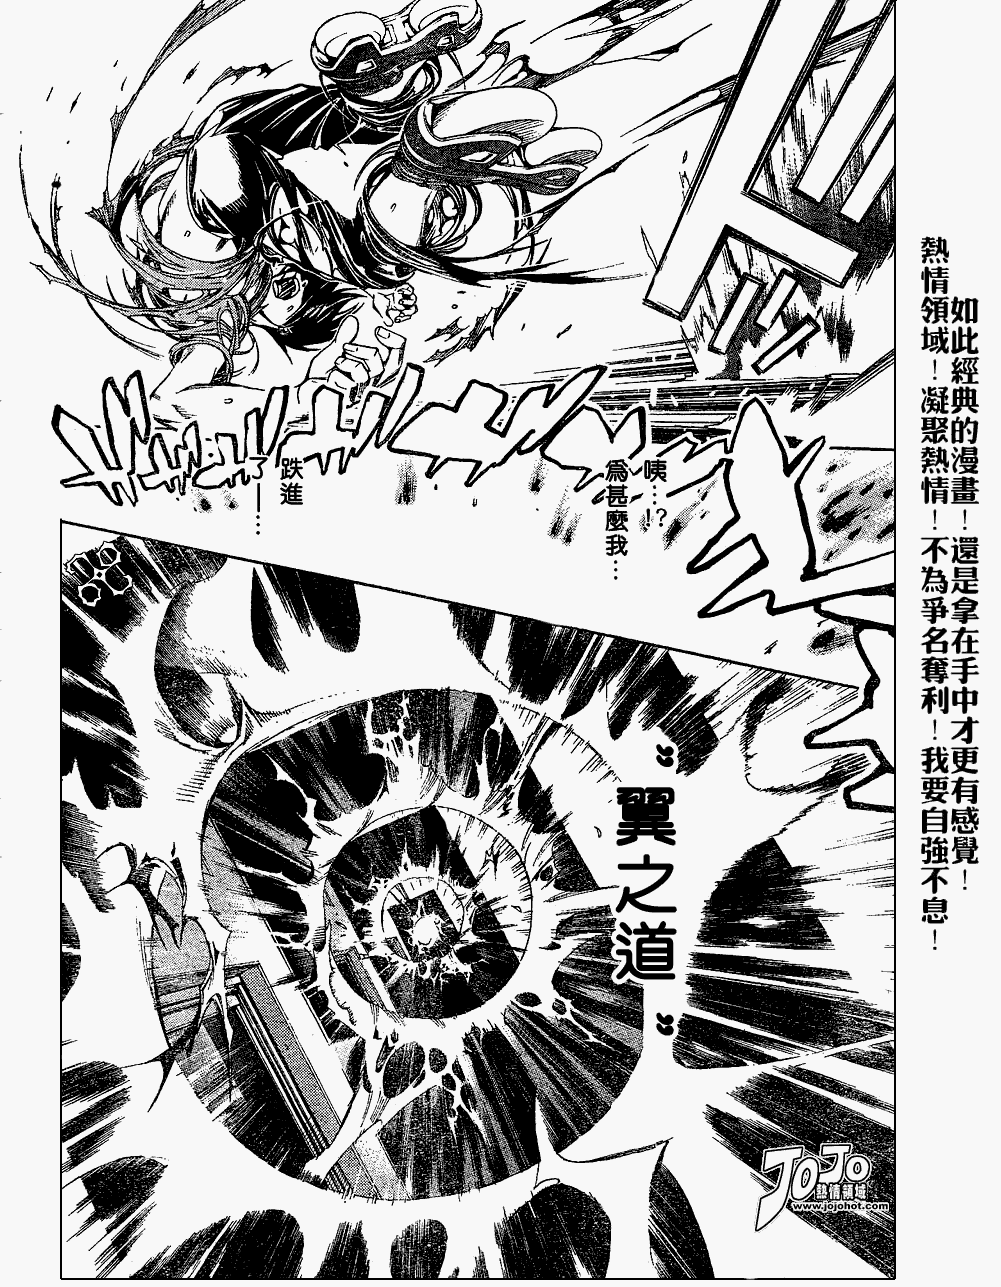 咦…!?
爲甚麼我…
跌進
了—…
“翼之道”
如此經典的漫畫！還是拿在手中才更有感覺！
熱情領域！凝聚熱情！不為爭名奪利！我要自強不息！
JOJO
熱情領域
www.jojohot.com